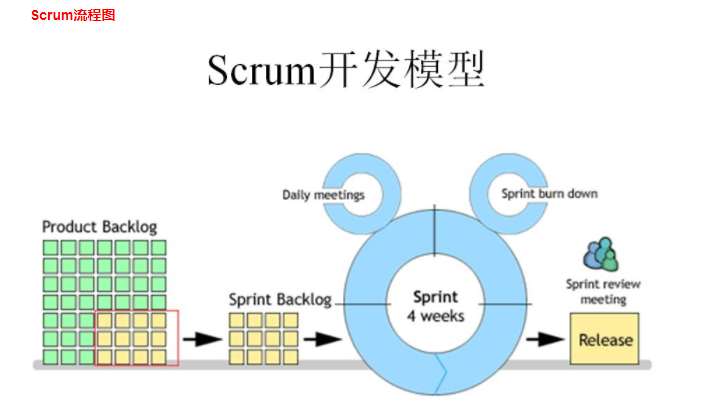 Scrum流程图
Scrum开发模型
Daily meetings
Sprint burn down
Product Backlog
Sprint Backlog
Sprint
4 weeks
Sprint review
meeting
Release